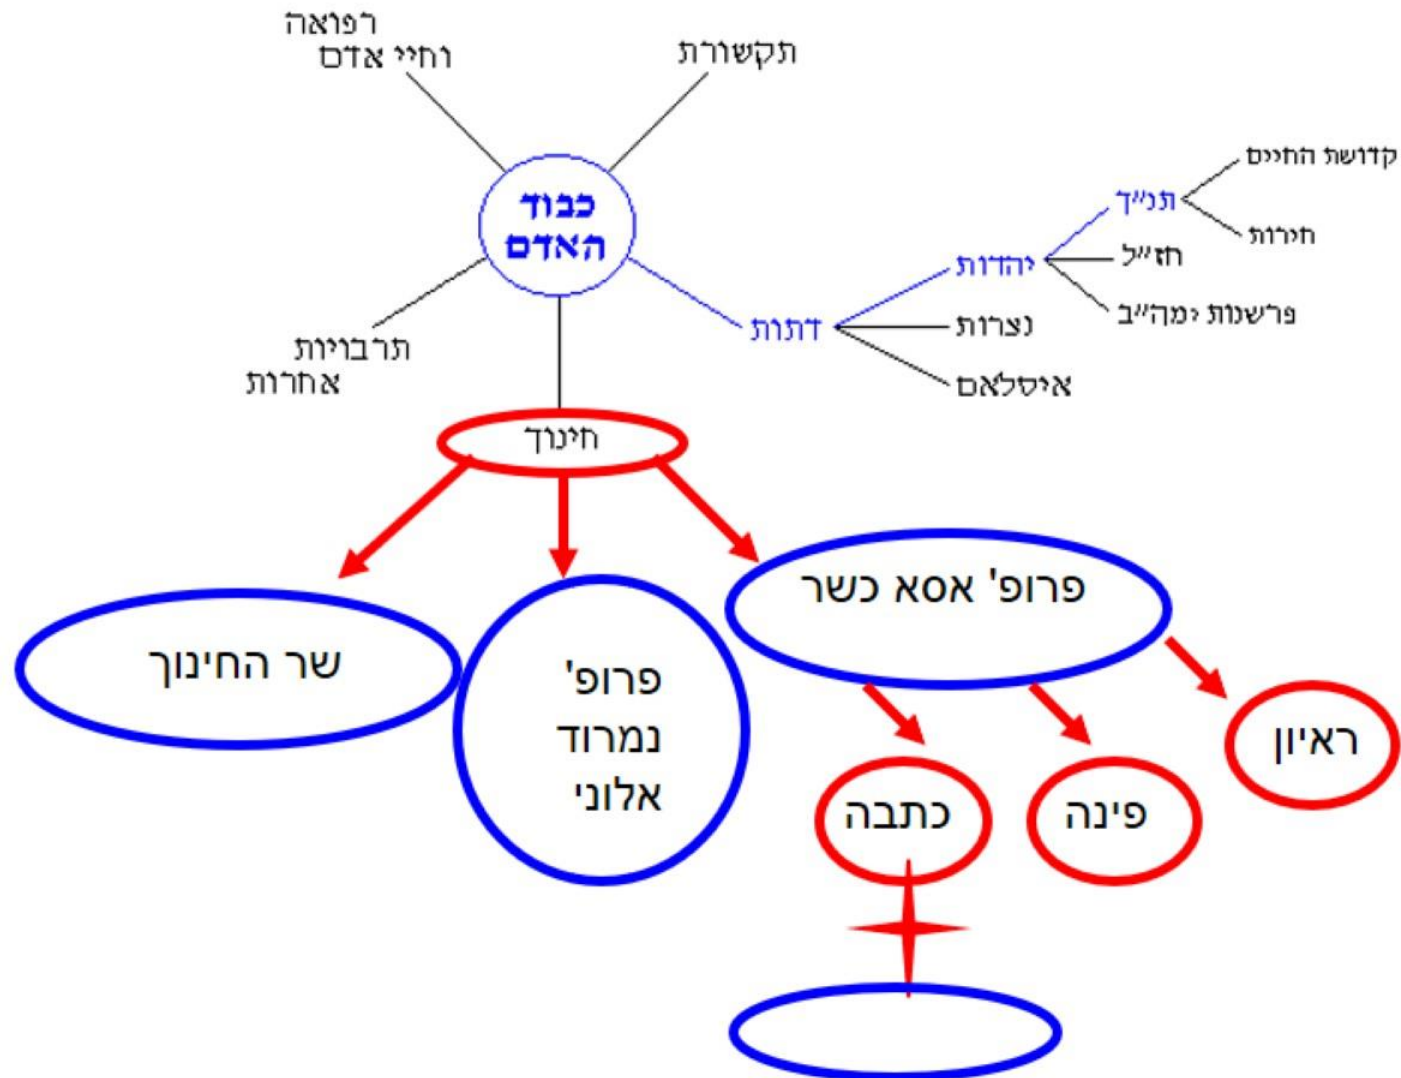 רפואה
וחיי אדם
תקשורת
כבוד
האדם
קדושת החיים
תנ״ך
חירות
חז״ל
יהדות
פרשנות ימה״ב
נצרות
דתות
איסלאם
תרבויות
אחרות
חינוך
פרופ' אסא כשר
שר החינוך
פרופ'
נמרוד
אלוני
ראיון
פינה
כתבה